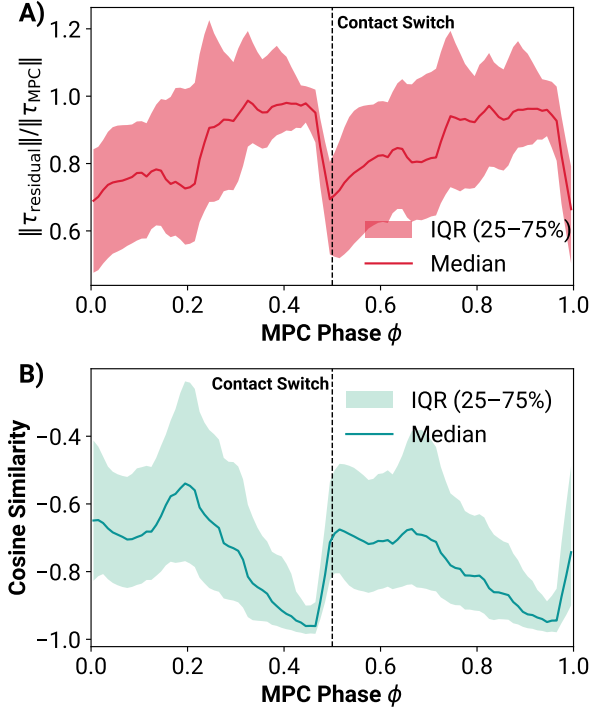 A)
Contact Switch
1.2
1.0
0.8
0.6
‖τresidual‖/‖τMPC‖
IQR (25–75%)
Median
0.0 0.2 0.4 0.6 0.8 1.0
MPC Phase ϕ
B)
Contact Switch
IQR (25–75%)
Median
−0.4
−0.6
−0.8
−1.0
Cosine Similarity
0.0 0.2 0.4 0.6 0.8 1.0
MPC Phase ϕ